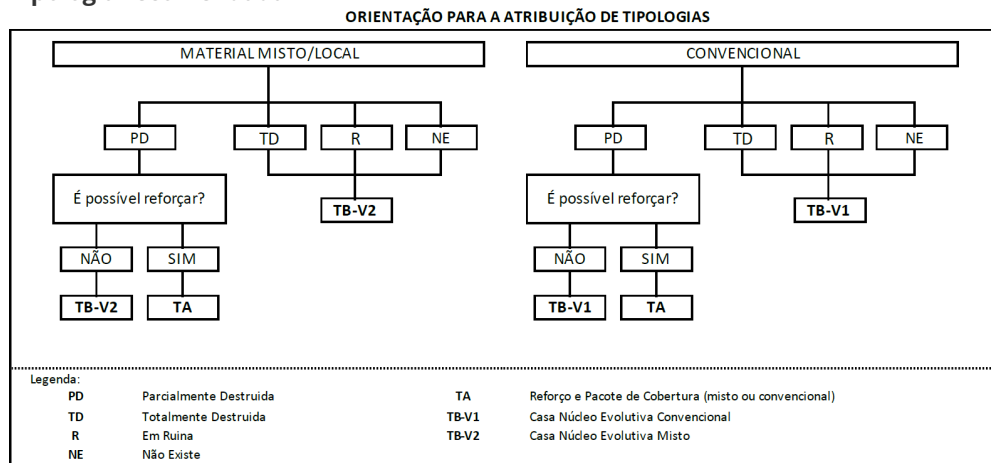 ORIENTAÇÃO PARA A ATRIBUIÇÃO DE TIPOLOGIAS
MATERIAL MISTO/LOCAL
PD
TD
R
NE
É possível reforçar?
TB-V2
NÃO
SIM
TB-V2
TA
CONVENCIONAL
PD
TD
R
NE
É possível reforçar?
TB-V1
NÃO
SIM
TB-V1
TA
Legenda:
PD Parcialmente Destruida
TD Totalmente Destruida
R Em Ruina
NE Não Existe
TA Reforço e Pacote de Cobertura (misto ou convencional)
TB-V1 Casa Núcleo Evolutiva Convencional
TB-V2 Casa Núcleo Evolutiva Misto